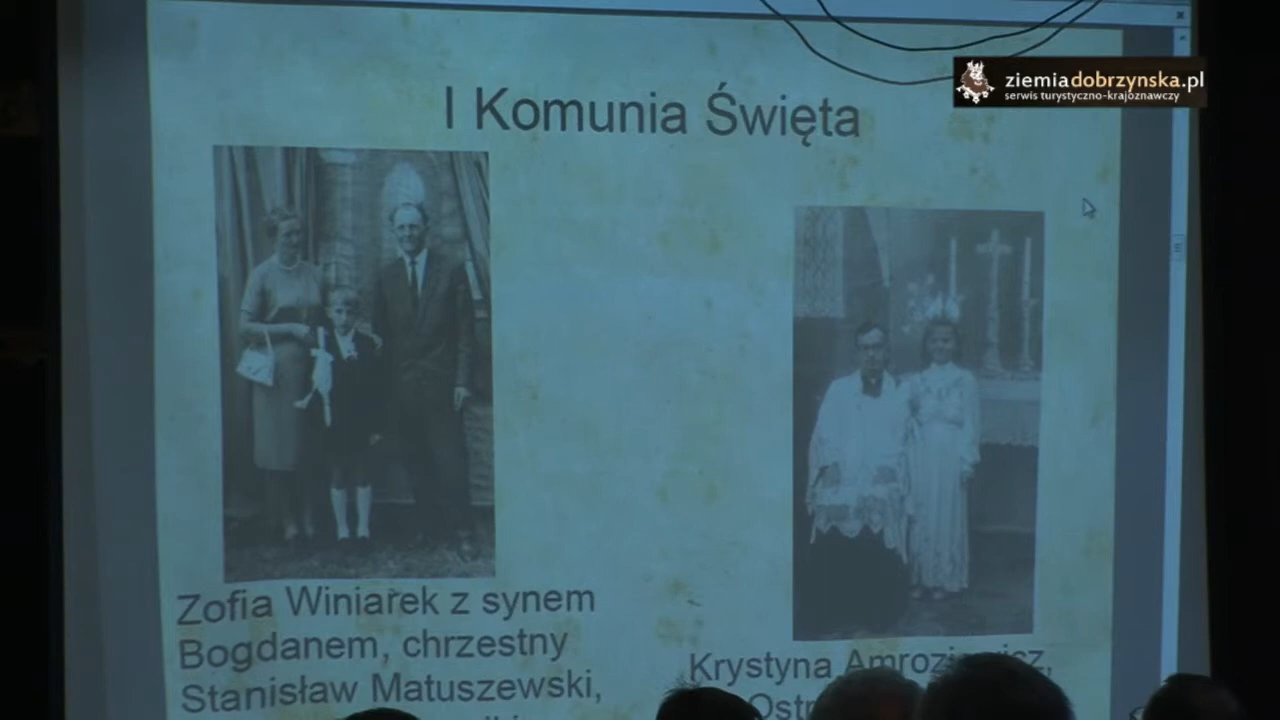 ziemiadobrzynska.pl
serwis turystyczno-krajoznawczy
I Komunia Święta
Zofia Winiarek z synem
Bogdanem, chrzestny
Stanisław Matuszewski,
Krystyna